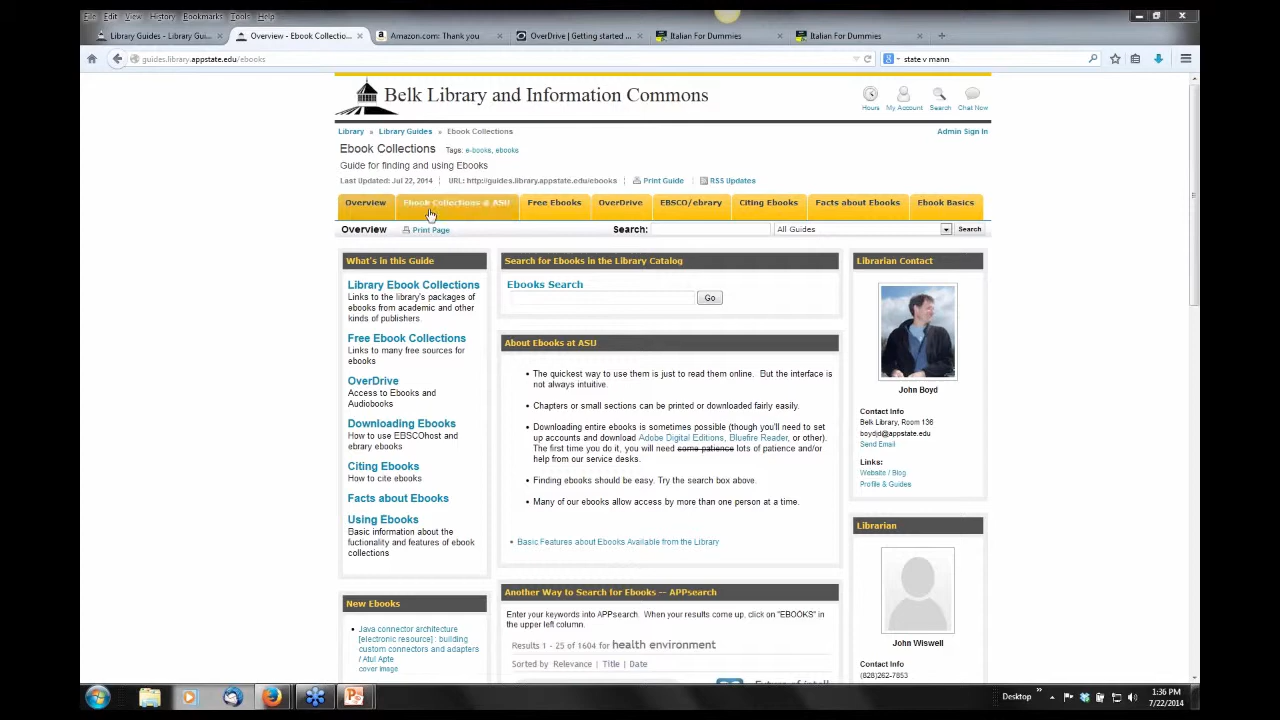 File Edit View History Bookmarks Tools Help
Library Guides - Library Gui...
Overview - Ebook Collectio...
Amazon.com: Thank you
OverDrive | Getting started ...
Italian For Dummies
Italian For Dummies
guides.library.appstate.edu/ebooks
state v mann
Belk Library and Information Commons
Hours My Account Search Chat Now
Library » Library Guides » Ebook Collections
Admin Sign In
Ebook Collections Tags: e-books, ebooks
Guide for finding and using Ebooks
Last Updated: Jul 22, 2014 URL: http://guides.library.appstate.edu/ebooks Print Guide RSS Updates
Overview Ebook Collections @ ASU Free Ebooks OverDrive EBSCO/ebrary Citing Ebooks Facts about Ebooks Ebook Basics
Overview Print Page Search: All Guides Search
What's in this Guide
Library Ebook Collections
Links to the library's packages of
ebooks from academic and other
kinds of publishers.
Free Ebook Collections
Links to many free sources for
ebooks
OverDrive
Access to Ebooks and
Audiobooks
Downloading Ebooks
How to use EBSCOhost and
ebrary ebooks
Citing Ebooks
How to cite ebooks
Facts about Ebooks
Using Ebooks
Basic information about the
fuctionality and features of ebook
collections
New Ebooks
Java connector architecture
[electronic resource] : building
custom connectors and adapters
/ Atul Apte
cover image
Search for Ebooks in the Library Catalog
Ebooks Search
Go
About Ebooks at ASU
The quickest way to use them is just to read them online. But the interface is
not always intuitive.
Chapters or small sections can be printed or downloaded fairly easily.
Downloading entire ebooks is sometimes possible (though you'll need to set
up accounts and download Adobe Digital Editions, Bluefire Reader, or other).
The first time you do it, you will need some patience lots of patience and/or
help from our service desks.
Finding ebooks should be easy. Try the search box above.
Many of our ebooks allow access by more than one person at a time.
Basic Features about Ebooks Available from the Library
Another Way to Search for Ebooks -- APPsearch
Enter your keywords into APPsearch. When your results come up, click on "EBOOKS" in
the upper left column.
Results 1 - 25 of 1604 for health environment
Sorted by Relevance | Title | Date
Librarian Contact
John Boyd
Contact Info
Belk Library, Room 136
boydjd@appstate.edu
Send Email
Links:
Website / Blog
Profile & Guides
Librarian
John Wiswell
Contact Info
(828)262-7853
Desktop
1:36 PM
7/22/2014